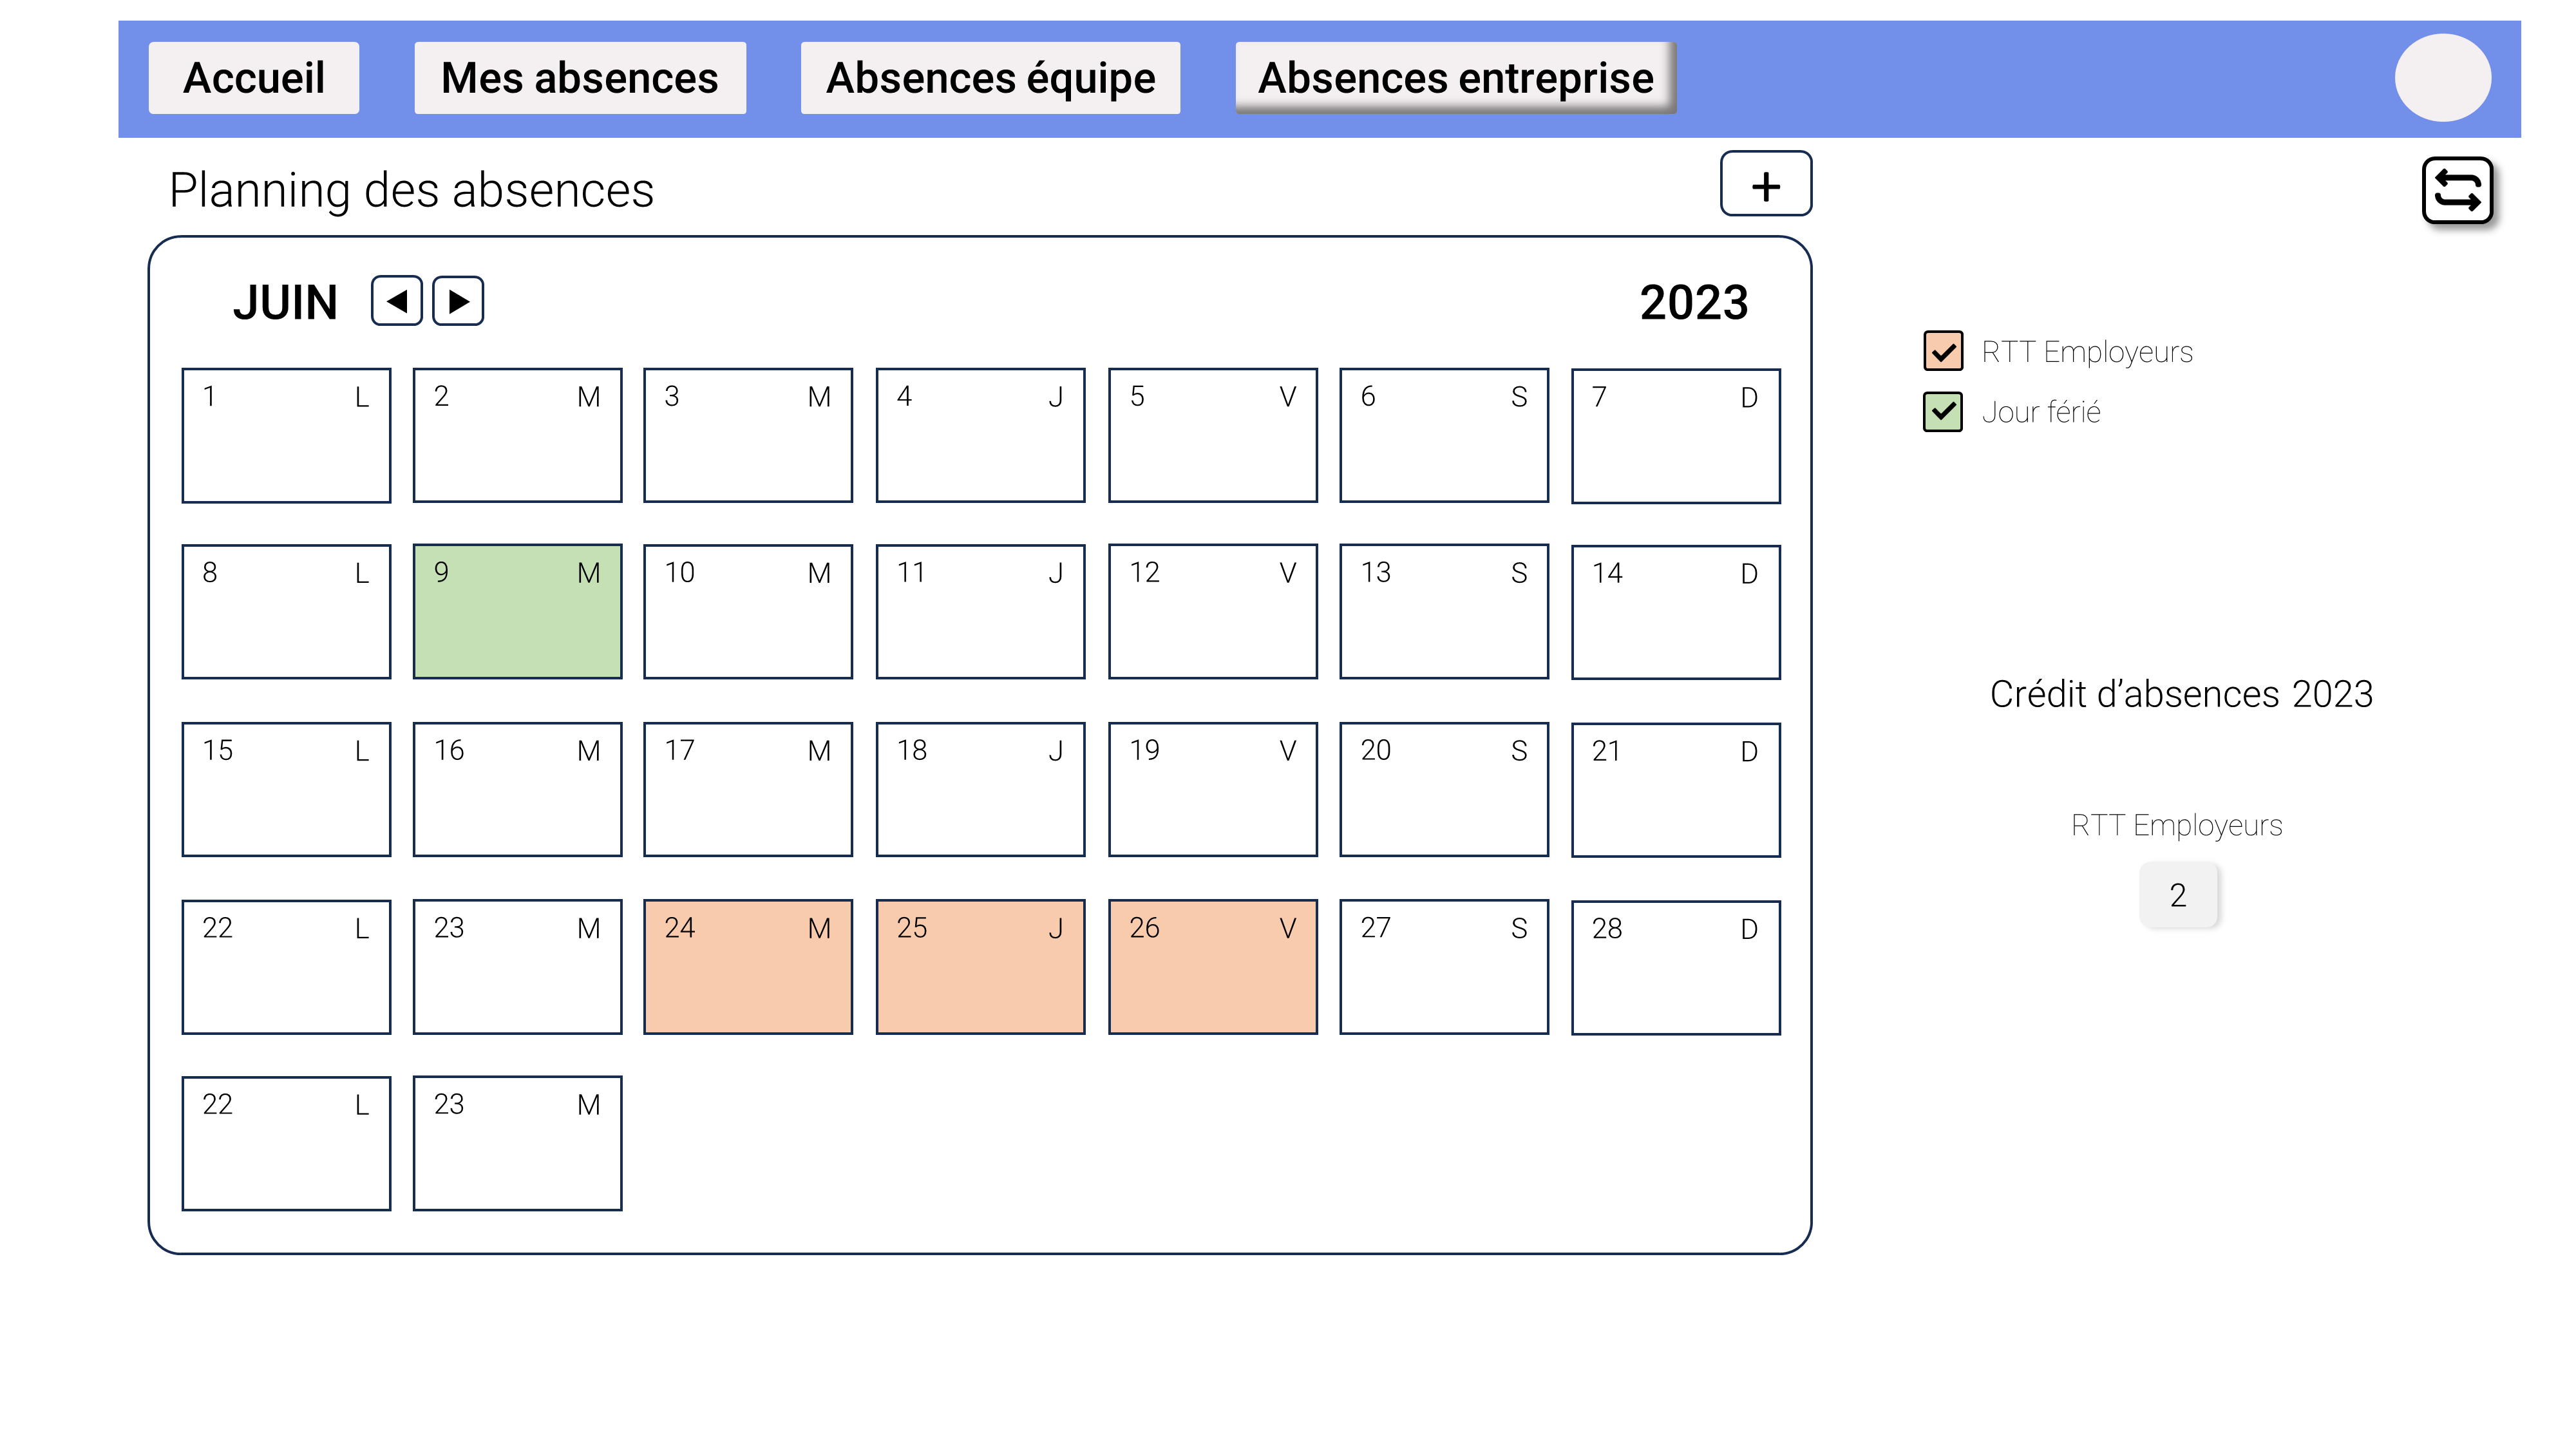 Accueil Mes absences Absences équipe Absences entreprise
Planning des absences +
JUIN 2023
1 L 2 M 3 M 4 J 5 V 6 S 7 D
8 L 9 M 10 M 11 J 12 V 13 S 14 D
15 L 16 M 17 M 18 J 19 V 20 S 21 D
22 L 23 M 24 M 25 J 26 V 27 S 28 D
22 L 23 M
RTT Employeurs
Jour férié
Crédit d’absences 2023
RTT Employeurs
2